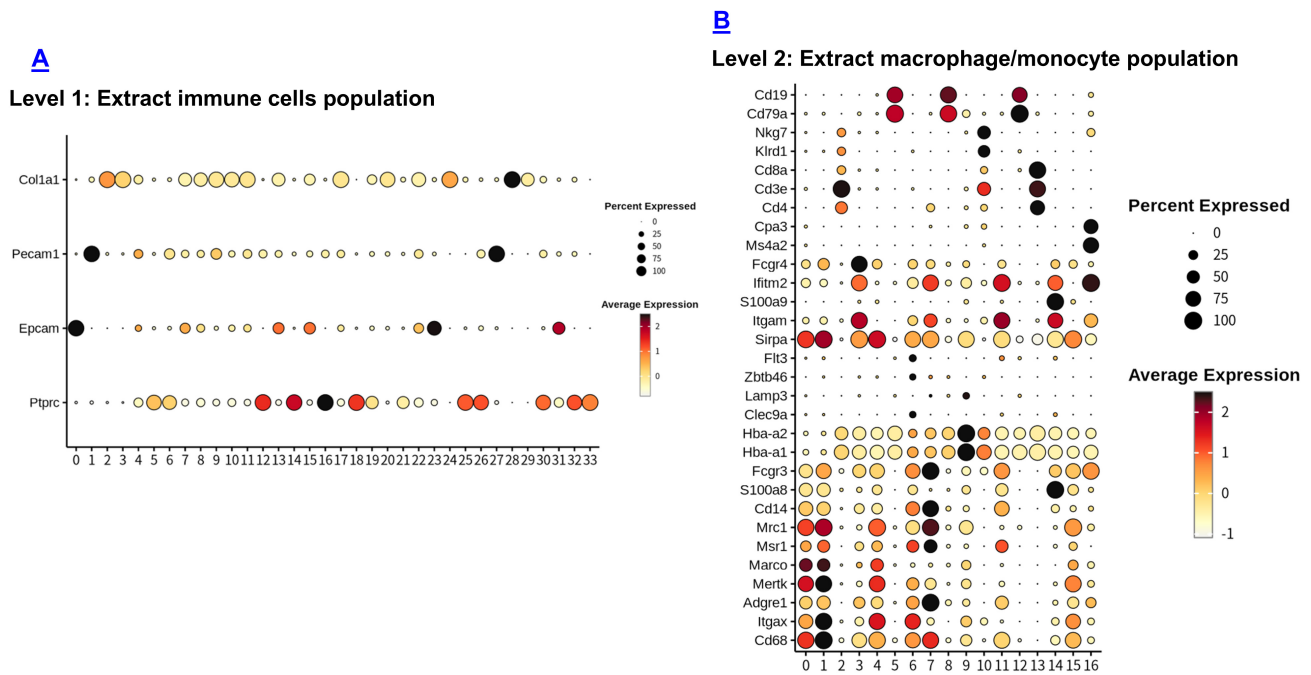 A
Level 1: Extract immune cells population
Col1a1
Pecam1
Epcam
Ptprc
0 1 2 3 4 5 6 7 8 9 10 11 12 13 14 15 16 17 18 19 20 21 22 23 24 25 26 27 28 29 30 31 32 33
Percent Expressed
0
25
50
75
100
Average Expression
2
1
0
B
Level 2: Extract macrophage/monocyte population
Cd19
Cd79a
Nkg7
Klrd1
Cd8a
Cd3e
Cd4
Cpa3
Ms4a2
Fcgr4
Ifitm2
S100a9
Itgam
Sirpa
Flt3
Zbtb46
Lamp3
Clec9a
Hba-a2
Hba-a1
Fcgr3
S100a8
Cd14
Mrc1
Msr1
Marco
Mertk
Adgre1
Itgax
Cd68
0 1 2 3 4 5 6 7 8 9 10 11 12 13 14 15 16
Percent Expressed
0
25
50
75
100
Average Expression
2
1
0
-1